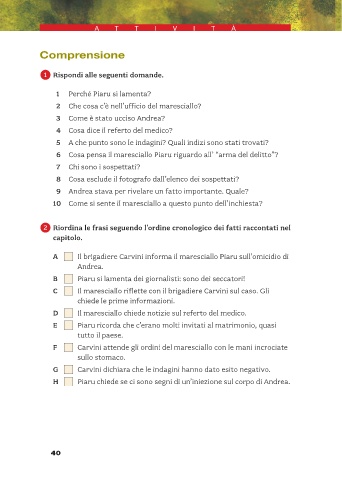 ATTIVITÀ
Comprensione
1 Rispondi alle seguenti domande.
1 Perché Piaru si lamenta?
2 Che cosa c'è nell'ufficio del maresciallo?
3 Come è stato ucciso Andrea?
4 Cosa dice il referto del medico?
5 A che punto sono le indagini? Quali indizi sono stati trovati?
6 Cosa pensa il maresciallo Piaru riguardo all' "arma del delitto"?
7 Chi sono i sospettati?
8 Cosa esclude il fotografo dall'elenco dei sospettati?
9 Andrea stava per rivelare un fatto importante. Quale?
10 Come si sente il maresciallo a questo punto dell'inchiesta?
2 Riordina le frasi seguendo l'ordine cronologico dei fatti raccontati nel
capitolo.
A Il brigadiere Carvini informa il maresciallo Piaru sull'omicidio di
Andrea.
B Piaru si lamenta dei giornalisti: sono dei seccatori!
C Il maresciallo riflette con il brigadiere Carvini sul caso. Gli
chiede le prime informazioni.
D Il maresciallo chiede notizie sul referto del medico.
E Piaru ricorda che c'erano molti invitati al matrimonio, quasi
tutto il paese.
F Carvini attende gli ordini del maresciallo con le mani incrociate
sullo stomaco.
G Carvini dichiara che le indagini hanno dato esito negativo.
H Piaru chiede se ci sono segni di un'iniezione sul corpo di Andrea.
40